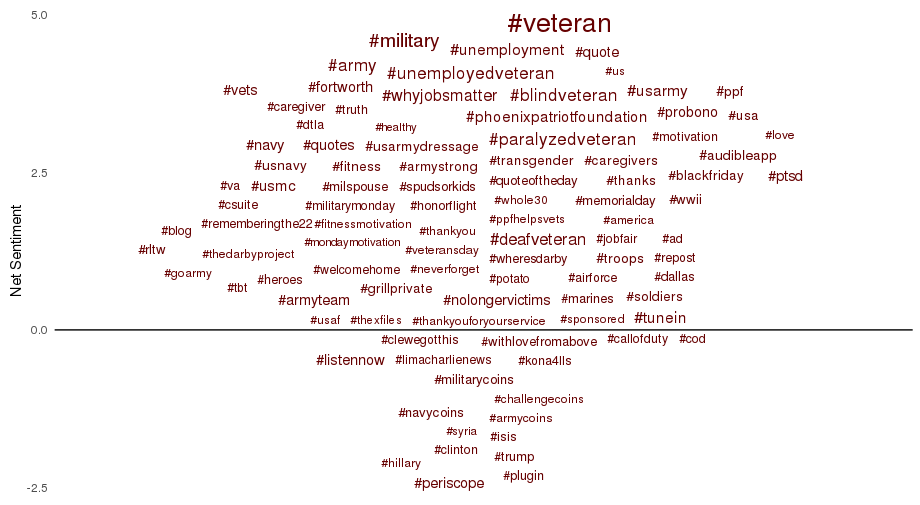 5.0
#veteran
#military
#unemployment #quote
#army #unemployedveteran #us
#vets #fortworth #whyjobsmatter #blindveteran #usarmy #ppf
#caregiver #truth #phoenixpatriotfoundation #probono #usa
#dtla #healthy #paralyzedveteran #motivation #love
#navy #quotes #usarmydressage #audibleapp
2.5
#usnavy #fitness #armystrong #transgender #caregivers #blackfriday #ptsd
#va #usmc #milspouse #spudsorkids #quoteoftheday #thanks
#csuite #militarymonday #honorflight #whole30 #memorialday #wwii
#blog #rememberingthe22 #fitnessmotivation #thankyou #ppfhelpsvets #america
#rltw #thedarbyproject #mondaymotivation #veteransday #deafveteran #jobfair #ad
#goarmy #heroes #welcomehome #neverforget #wheresdarby #troops #repost
#tbt #armyteam #grillprivate #potato #airforce #dallas
#nolongervictims #marines #soldiers
#usaf #thexfiles #thankyouforyourservice #sponsored #tunein
0.0
#clewegotthis #withlovefromabove #callofduty #cod
#listennow #limacharlienews #kona4lls
#militarycoins
#challengecoins
#navycoins #armycoins
#syria #isis
#clinton #trump
#hillary
#periscope #plugin
-2.5
Net Sentiment